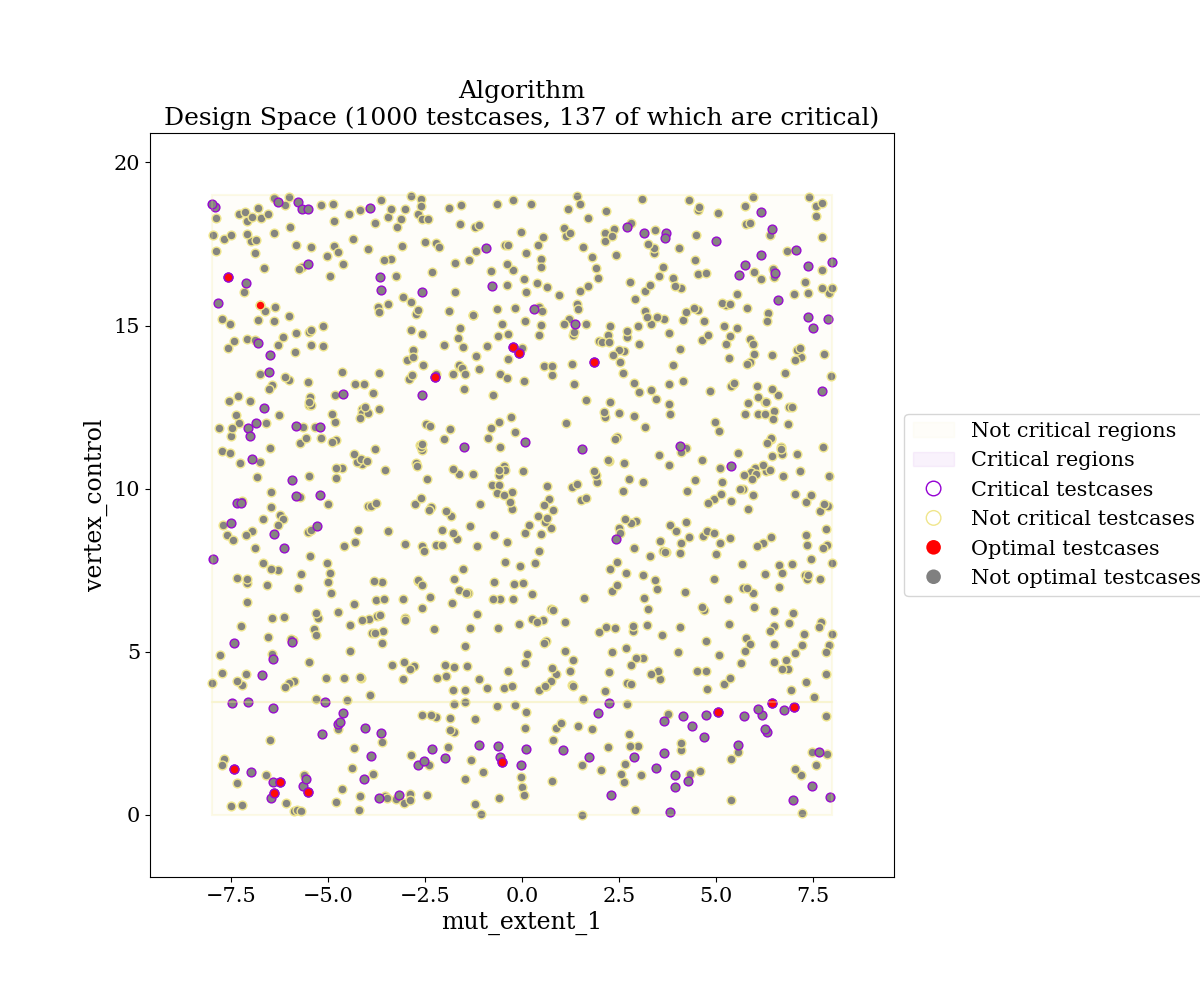 Algorithm
Design Space (1000 testcases, 137 of which are critical)
20
15
10
5
0
vertex_control
−7.5
−5.0
−2.5
0.0
2.5
5.0
7.5
mut_extent_1
Not critical regions
Critical regions
Critical testcases
Not critical testcases
Optimal testcases
Not optimal testcases